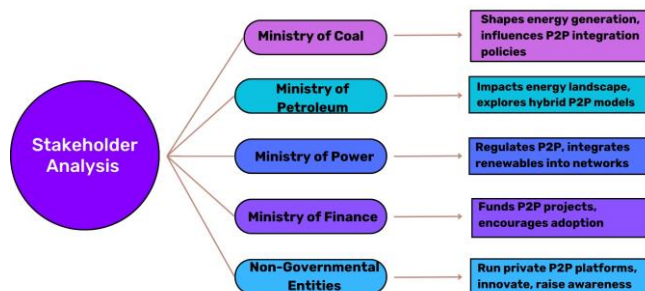 Stakeholder
Analysis
Ministry of Coal
Shapes energy generation,
influences P2P integration
policies
Ministry of
Petroleum
Impacts energy landscape,
explores hybrid P2P models
Ministry of Power
Regulates P2P, integrates
renewables into networks
Ministry of Finance
Funds P2P projects,
encourages adoption
Non-Governmental
Entities
Run private P2P platforms,
innovate, raise awareness